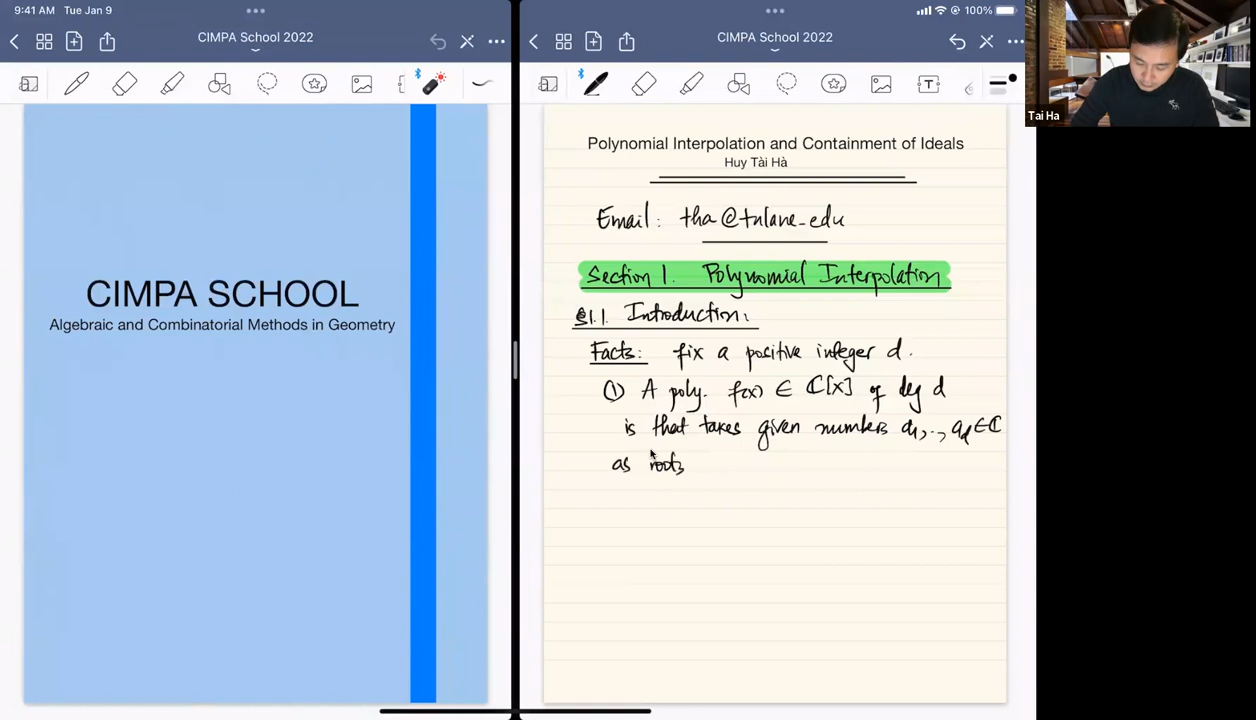 9:41 AM Tue Jan 9
100%
CIMPA School 2022
CIMPA School 2022
Tai Ha
CIMPA SCHOOL
Algebraic and Combinatorial Methods in Geometry
Polynomial Interpolation and Containment of Ideals
Huy Tài Hà
Email: tha@tulane.edu
Section 1. Polynomial Interpolation
§1.1. Introduction:
Facts: fix a positive integer d.
① A poly. f(x) ∈ ℂ[x] of deg d
is that takes given numbers a₁,.., a_d ∈ ℂ
as roots